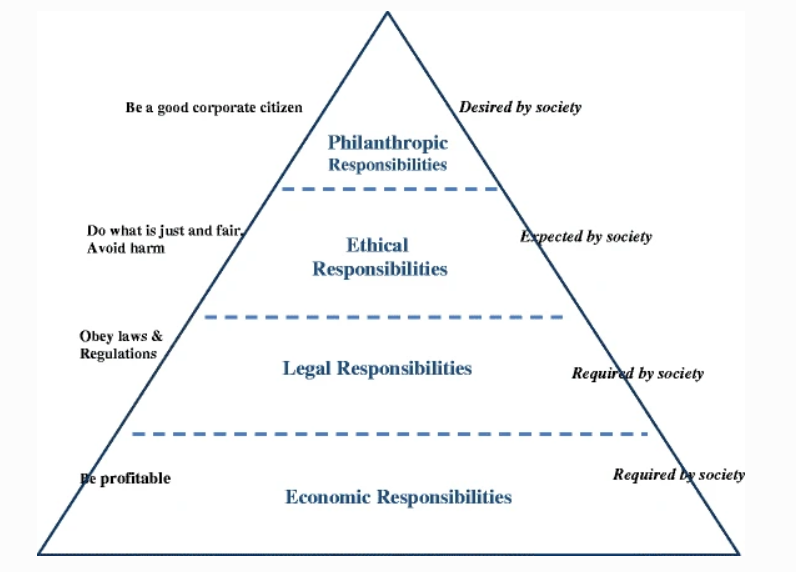 Be a good corporate citizen
Desired by society
Philanthropic
Responsibilities
Do what is just and fair,
Avoid harm
Expected by society
Ethical
Responsibilities
Obey laws &
Regulations
Legal Responsibilities
Required by society
Be profitable
Required by society
Economic Responsibilities